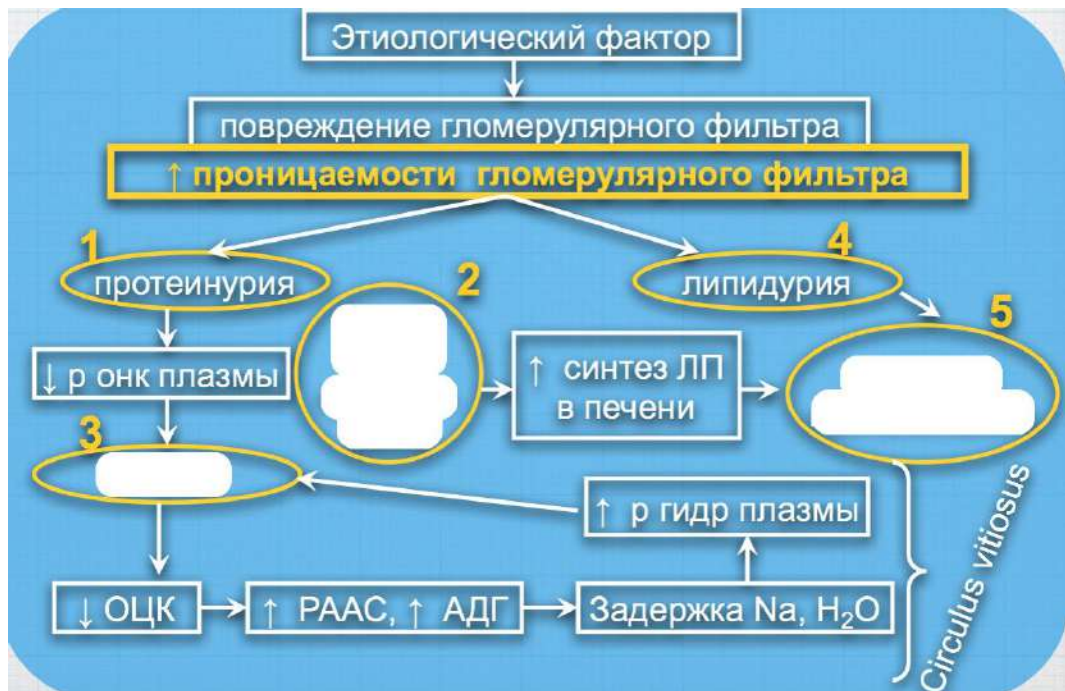 Этиологический фактор
повреждение гломерулярного фильтра
↑ проницаемости гломерулярного фильтра
1
протеинурия
2
4
липидурия
5
↓ р онк плазмы
↑ синтез ЛП
в печени
3
↑ р гидр плазмы
↓ ОЦК
↑ РААС, ↑ АДГ
Задержка Na, H₂O
Circulus vitiosus